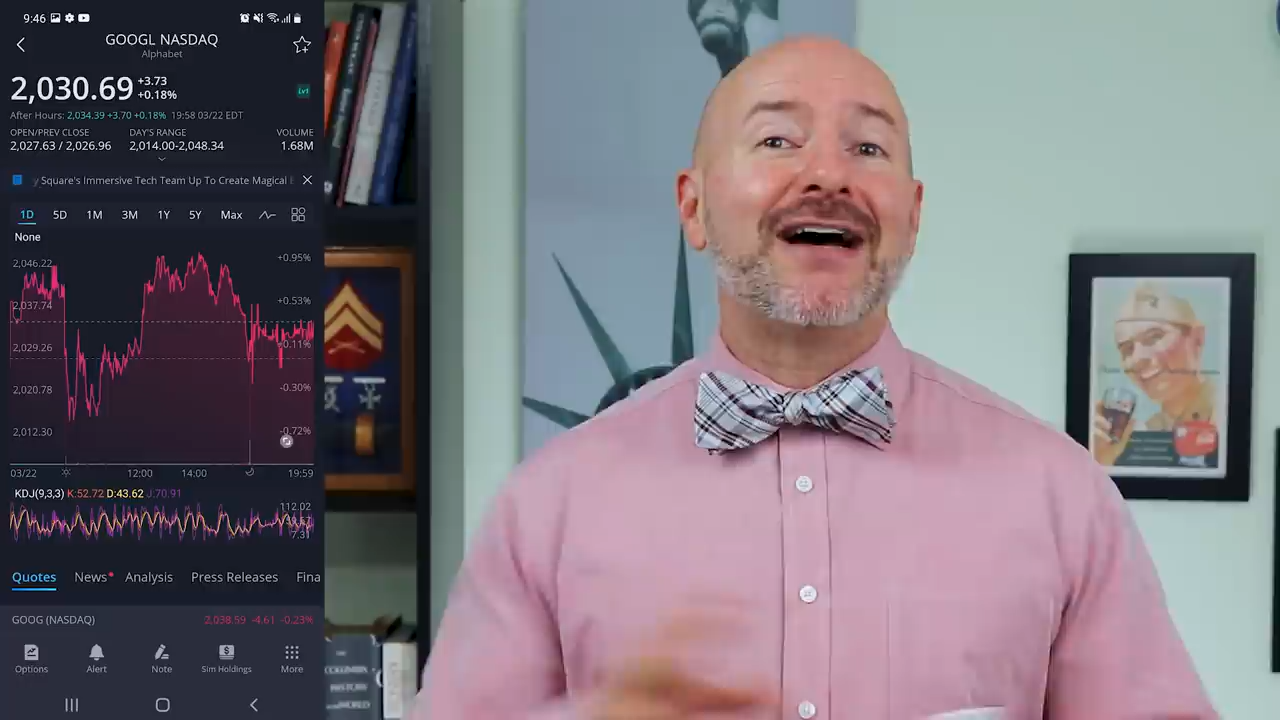 9:46
GOOGL NASDAQ
Alphabet
2,030.69 +3.73
+0.18%
Lv1
After Hours: 2,034.39 +3.70 +0.18% 19:58 03/22 EDT
OPEN/PREV CLOSE DAY'S RANGE VOLUME
2,027.63 / 2,026.96 2,014.00-2,048.34 1.68M
y Square's Immersive Tech Team Up To Create Magical
1D 5D 1M 3M 1Y 5Y Max
None
2,046.22 +0.95%
2,037.74 +0.53%
2,029.26 +0.11%
2,020.78 -0.30%
2,012.30 -0.72%
03/22 12:00 14:00 19:59
KDJ(9,3,3) K:52.72 D:43.62 J:70.91
112.02
7.31
Quotes News Analysis Press Releases Fina
GOOG (NASDAQ) 2,038.59 -4.61 -0.23%
Options Alert Note Sim Holdings More
COLUMBIA
HISTORY
WORLD